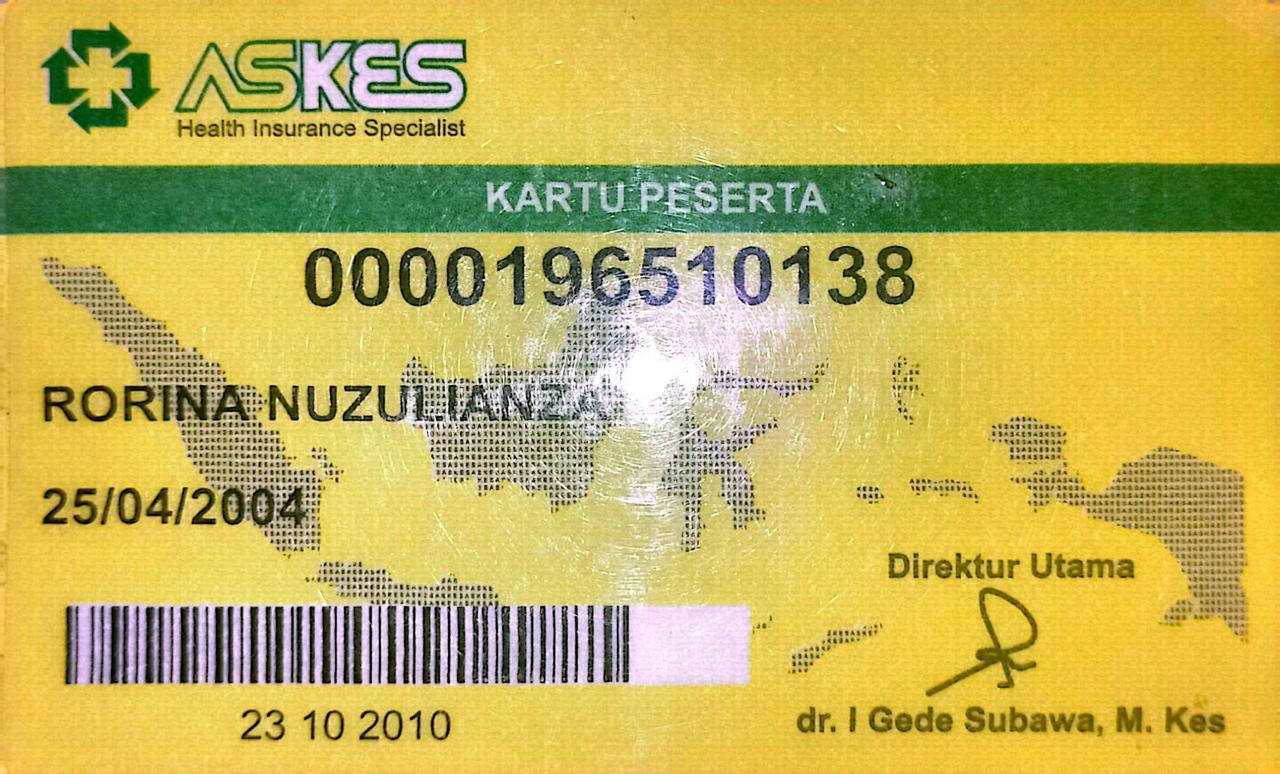 ASKES
Health Insurance Specialist
KARTU PESERTA
0000196510138
RORINA NUZULIANZA
25/04/2004
Direktur Utama
23 10 2010
dr. I Gede Subawa, M. Kes